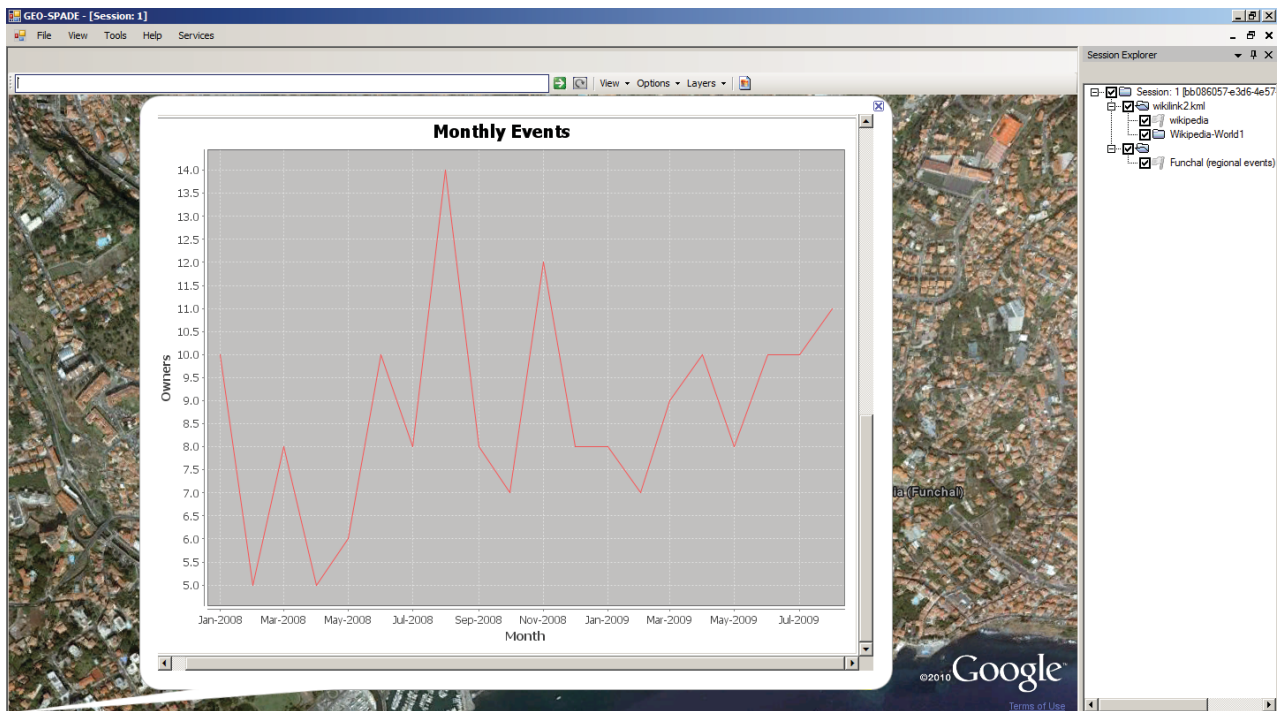 GEO-SPADE - [Session: 1]
File View Tools Help Services
Session Explorer
View Options Layers
Session: 1 [bb086057-e3d6-4e57
wikilink2.kml
wikipedia
Wikipedia-World1
Funchal (regional events)
Monthly Events
14.0
13.5
13.0
12.5
12.0
11.0
10.5
10.0
9.5
9.0
8.5
8.0
7.5
7.0
6.5
6.0
5.5
5.0
Owners
Jan-2008 Mar-2008 May-2008 Jul-2008 Sep-2008 Nov-2008 Jan-2009 Mar-2009 May-2009 Jul-2009
Month
la (Funchal)
©2010 Google™
Terms of Use